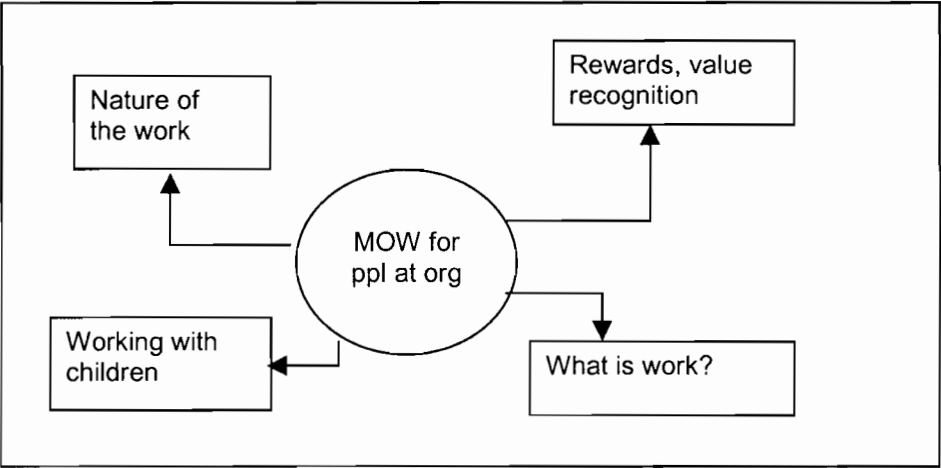 Nature of
the work
Rewards, value
recognition
MOW for
ppl at org
Working with
children
What is work?